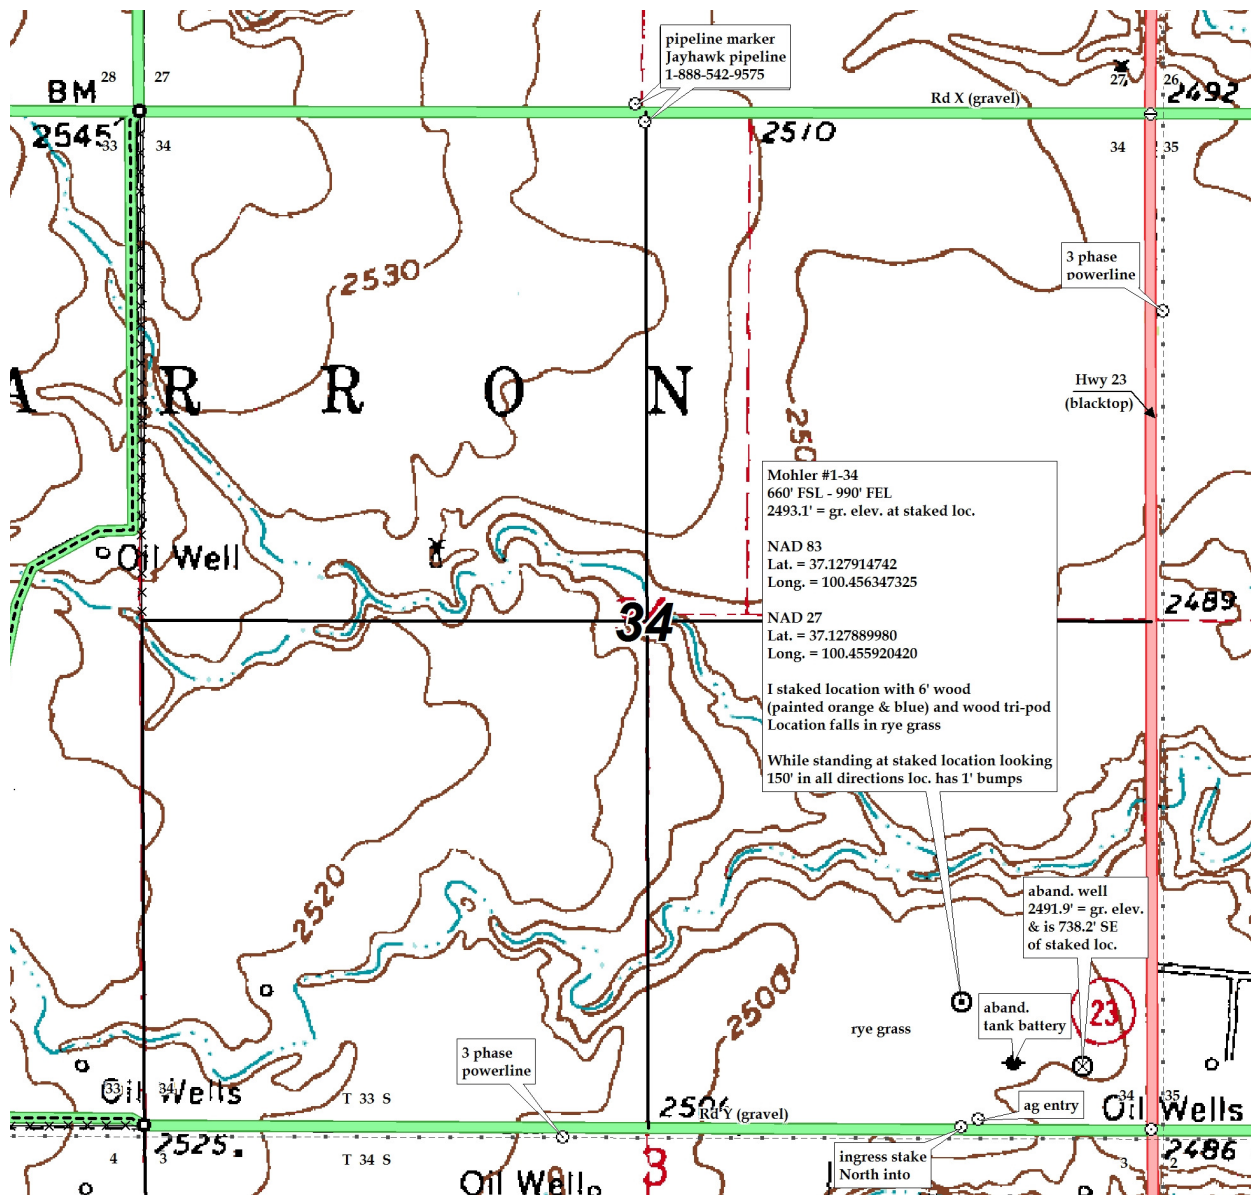 pipeline marker
Jayhawk pipeline
1-888-542-9575
28 27
BM
2545
33 34
Rd X (gravel)
2510
27 26
2492
34 35
3 phase
powerline
2530
Hwy 23
(blacktop)
A R R O N
250
Mohler #1-34
660' FSL - 990' FEL
2493.1' = gr. elev. at staked loc.
NAD 83
Lat. = 37.127914742
Long. = 100.456347325
NAD 27
Lat. = 37.127889980
Long. = 100.455920420
I staked location with 6' wood
(painted orange & blue) and wood tri-pod
Location falls in rye grass
While standing at staked location looking
150' in all directions loc. has 1' bumps
Oil Well
34
2489
2520
aband. well
2491.9' = gr. elev.
& is 738.2' SE
of staked loc.
2500
rye grass
aband.
tank battery
23
3 phase
powerline
33 34
Oil Wells
T 33 S
Rd Y (gravel)
ag entry
34 35
Oil Wells
2525
4 3
T 34 S
Oil Well
3
ingress stake
North into
3 2
2486